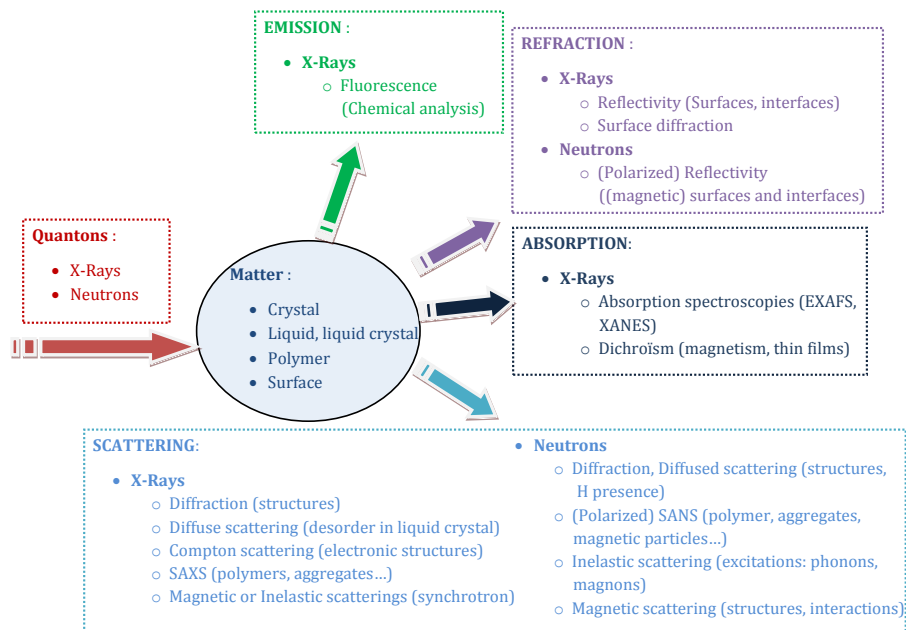 EMISSION :
• X-Rays
○ Fluorescence
(Chemical analysis)
REFRACTION :
• X-Rays
○ Reflectivity (Surfaces, interfaces)
○ Surface diffraction
• Neutrons
○ (Polarized) Reflectivity
((magnetic) surfaces and interfaces)
Quantons :
• X-Rays
• Neutrons
Matter :
• Crystal
• Liquid, liquid crystal
• Polymer
• Surface
ABSORPTION:
• X-Rays
○ Absorption spectroscopies (EXAFS,
XANES)
○ Dichroïsm (magnetism, thin films)
SCATTERING:
• X-Rays
○ Diffraction (structures)
○ Diffuse scattering (desorder in liquid crystal)
○ Compton scattering (electronic structures)
○ SAXS (polymers, aggregates…)
○ Magnetic or Inelastic scatterings (synchrotron)
• Neutrons
○ Diffraction, Diffused scattering (structures,
H presence)
○ (Polarized) SANS (polymer, aggregates,
magnetic particles…)
○ Inelastic scattering (excitations: phonons,
magnons)
○ Magnetic scattering (structures, interactions)